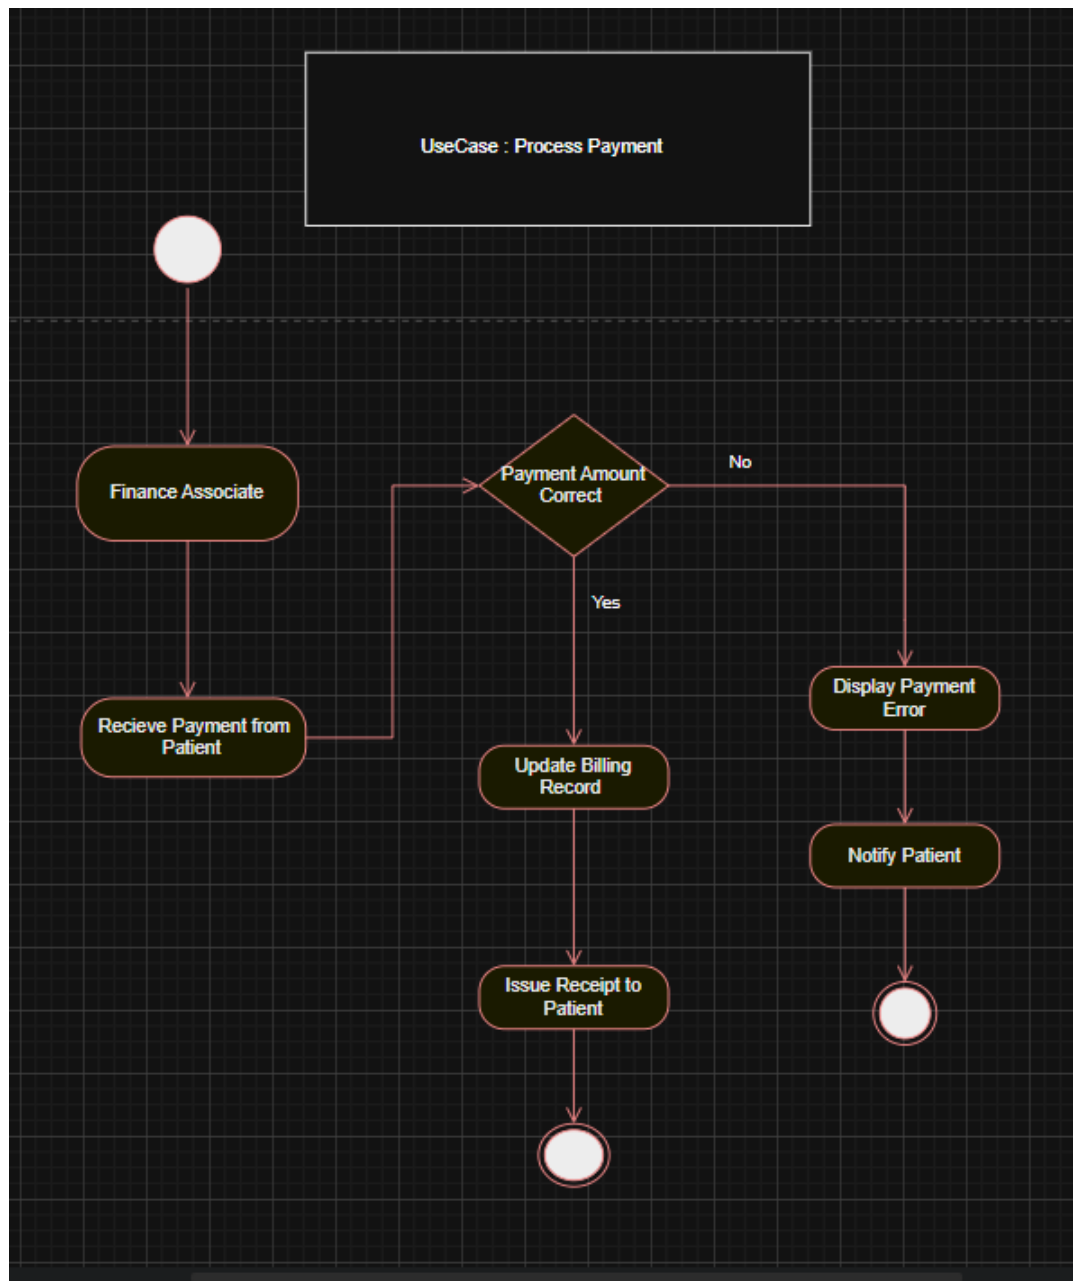 UseCase : Process Payment
Finance Associate
Payment Amount
Correct
No
Yes
Recieve Payment from
Patient
Update Billing
Record
Display Payment
Error
Notify Patient
Issue Receipt to
Patient